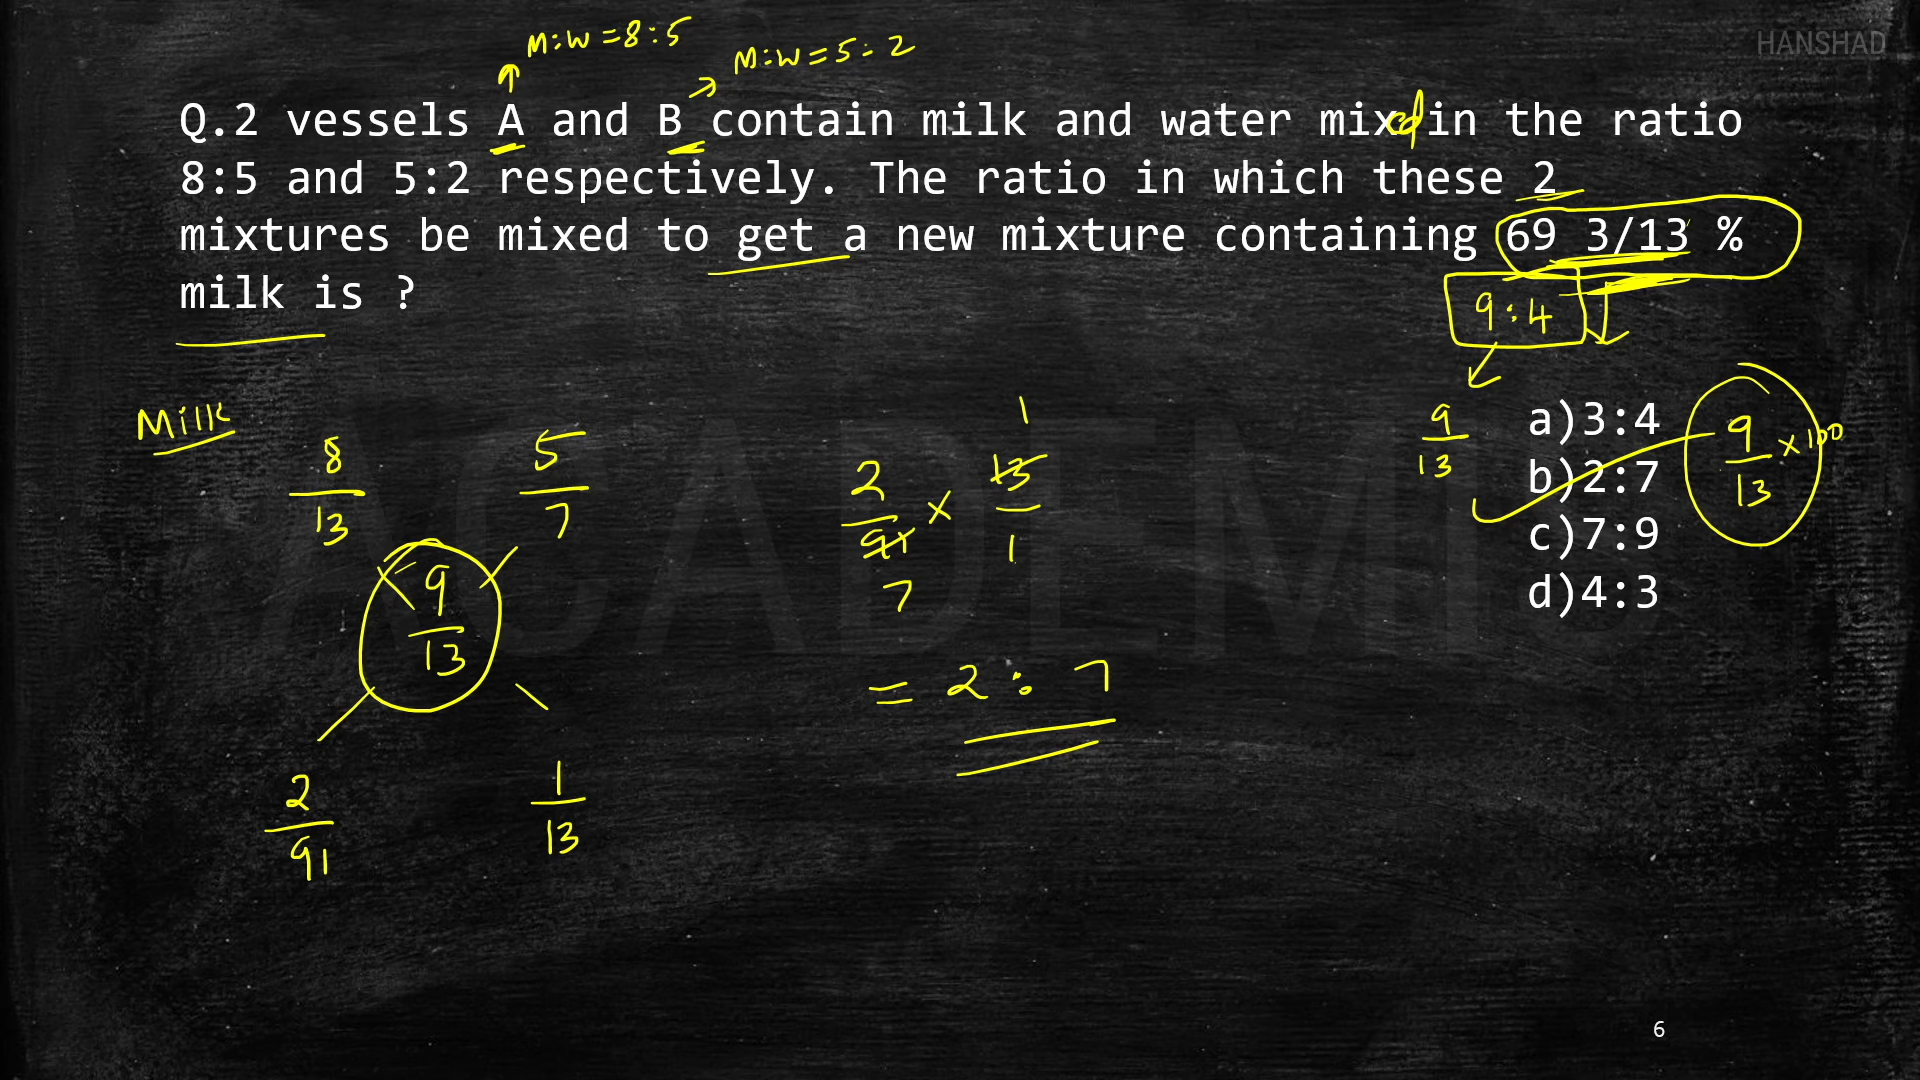 HANSHAD
M:W=8:5
M:W=5:2
Q.2 vessels A and B contain milk and water mixed in the ratio
8:5 and 5:2 respectively. The ratio in which these 2
mixtures be mixed to get a new mixture containing 69 3/13 %
milk is ?
9:4
Milk
8/13 5/7
9/13
2/91 1/13
2/91 7 × 1 13/1 1
= 2:7
9/13
a)3:4
b)2:7
c)7:9
d)4:3
9/13 ×100
ACADEMIC
6